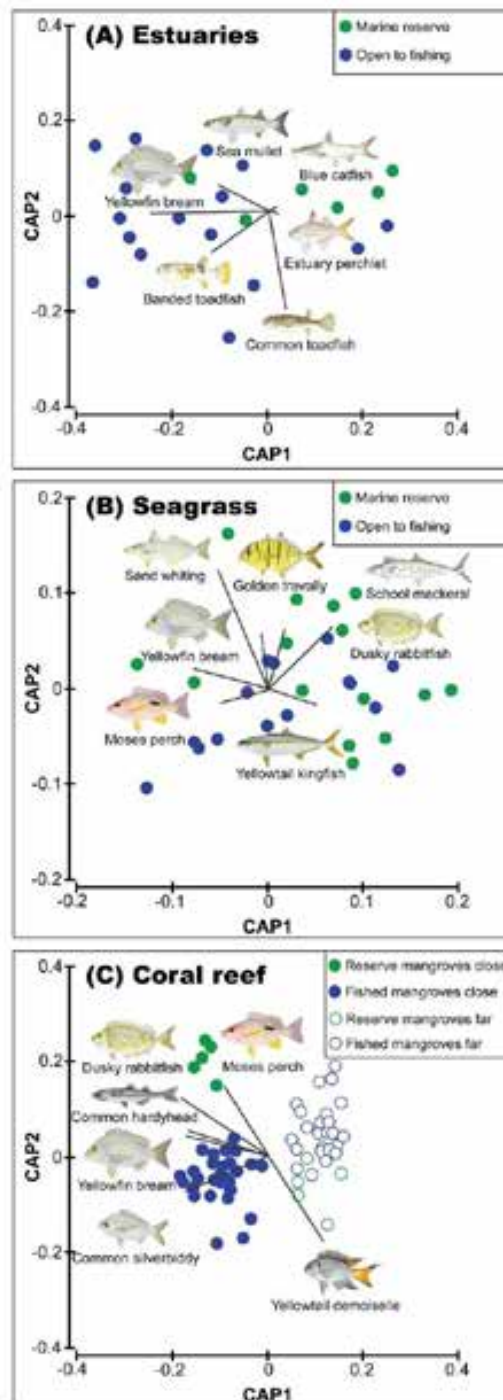 (A) Estuaries
Marine reserve
Open to fishing
0.4
0.2
0
-0.2
-0.4
CAP2
Sea mullet
Blue catfish
Yellowfin bream
Estuary perchlet
Banded toadfish
Common toadfish
-0.4
-0.2
0
0.2
0.4
CAP1
(B) Seagrass
Marine reserve
Open to fishing
0.2
0.1
0
-0.1
-0.2
CAP2
Sand whiting
Golden trevally
School mackerel
Yellowfin bream
Dusky rabbitfish
Moses perch
Yellowtail kingfish
-0.2
-0.1
0
0.1
0.2
CAP1
(C) Coral reef
Reserve mangroves close
Fished mangroves close
Reserve mangroves far
Fished mangroves far
0.4
0.2
0
-0.2
-0.4
CAP2
Dusky rabbitfish
Moses perch
Common hardyhead
Yellowfin bream
Common silverbiddy
Yellowtail demoiselle
-0.4
-0.2
0
0.2
0.4
CAP1